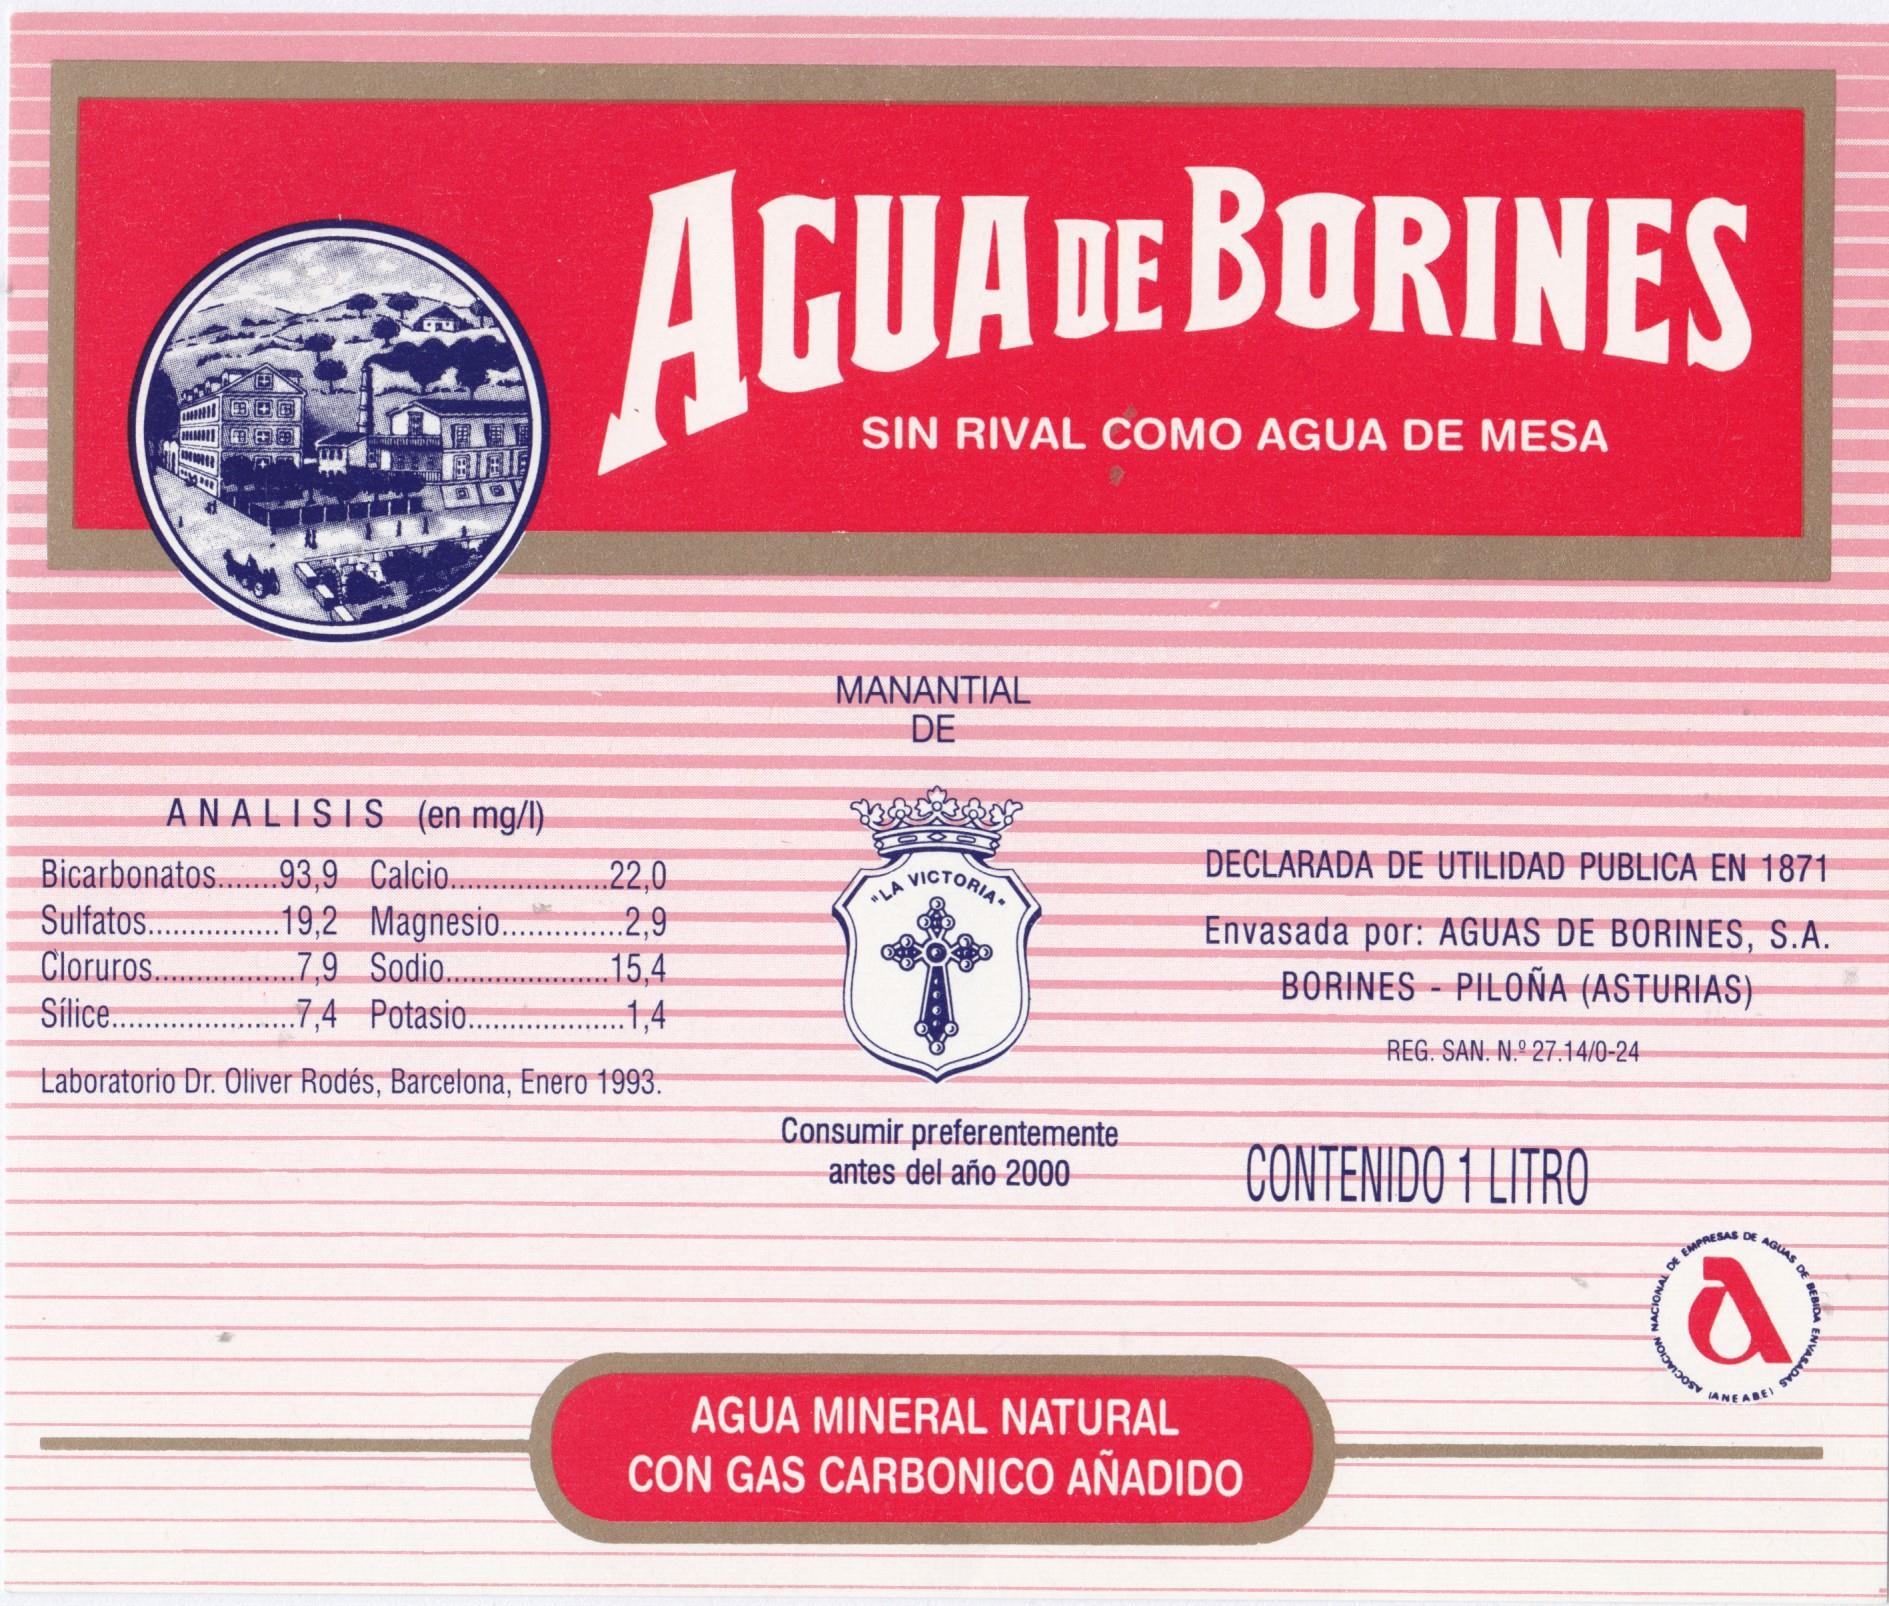 AGUA DE BORINES
SIN RIVAL COMO AGUA DE MESA
MANANTIAL
DE
"LA VICTORIA"
ANALISIS (en mg/l)
Bicarbonatos.......93,9 Calcio...................22,0
Sulfatos................19,2 Magnesio...............2,9
Cloruros.................7,9 Sodio....................15,4
Sílice......................7,4 Potasio...................1,4
Laboratorio Dr. Oliver Rodés, Barcelona, Enero 1993.
Consumir preferentemente
antes del año 2000
DECLARADA DE UTILIDAD PUBLICA EN 1871
Envasada por: AGUAS DE BORINES, S.A.
BORINES - PILOÑA (ASTURIAS)
REG. SAN. N.º 27.14/0-24
CONTENIDO 1 LITRO
ASOCIACION NACIONAL DE EMPRESAS DE AGUAS DE BEBIDA ENVASADAS
(ANEABE)
AGUA MINERAL NATURAL
CON GAS CARBONICO AÑADIDO